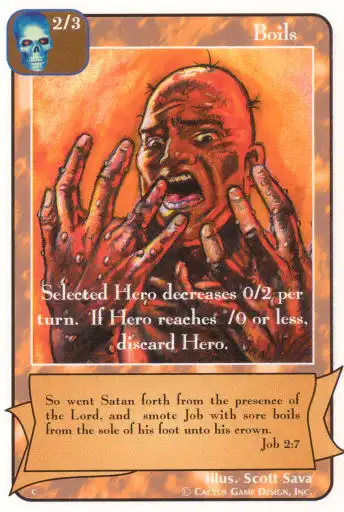 2/3
Boils
Selected Hero decreases 0/2 per
turn. If Hero reaches */0 or less,
discard Hero.
So went Satan forth from the presence of
the Lord, and smote Job with sore boils
from the sole of his foot unto his crown.
Job 2:7
Illus. Scott Sava
C
© Cactus Game Design, Inc.